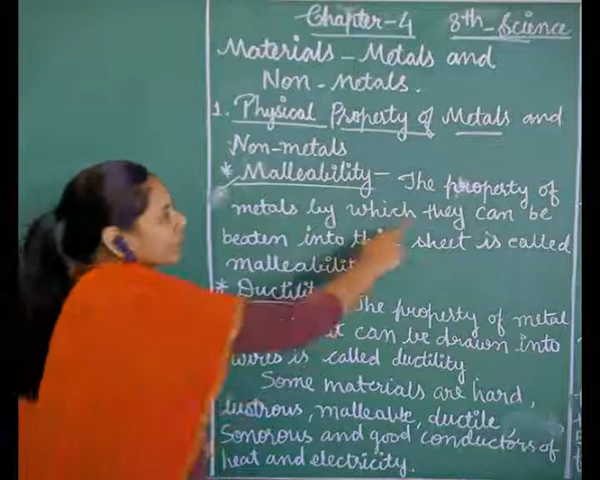 Chapter-4 8th Science
Materials - Metals and
Non-Metals.
1. Physical Property of Metals and
Non-metals
* Malleability - The property of
metals by which they can be
beaten into sheet is called
* Ductility The property of metal
can be drawn into
wires is called ductility
Some materials are hard,
lustrous, malleable, ductile,
Sonorous and good conductors of
heat and electricity.